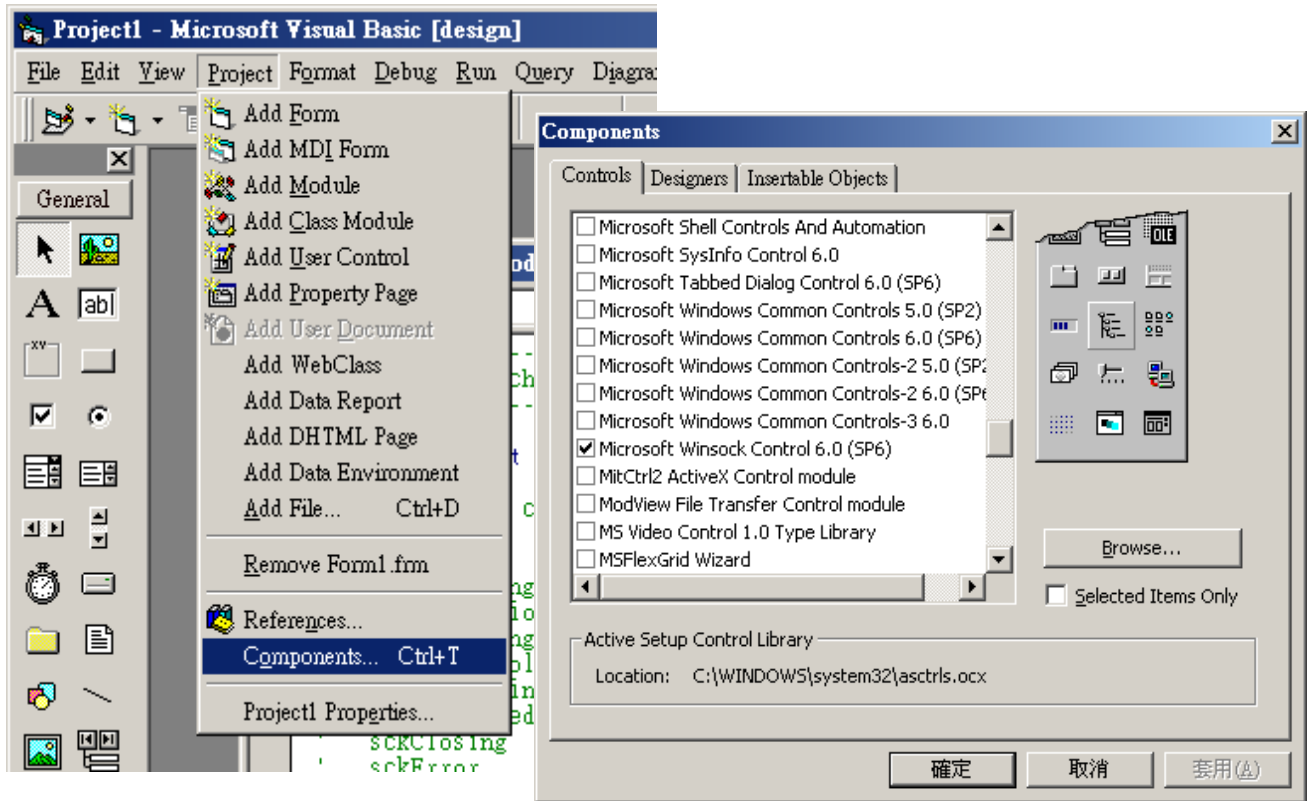 Project1 - Microsoft Visual Basic [design]
File Edit View Project Format Debug Run Query
General
A
ab|
xv
Add Form
Add MDI Form
Add Module
Add Class Module
Add User Control
Add Property Page
Add User Document
Add WebClass
Add Data Report
Add DHTML Page
Add Data Environment
Add File... Ctrl+D
Remove Form1.frm
References...
Components... Ctrl+T
Project1 Properties...
sckClosing
' sckError
Components
Controls Designers Insertable Objects
Microsoft Shell Controls And Automation
Microsoft SysInfo Control 6.0
Microsoft Tabbed Dialog Control 6.0 (SP6)
Microsoft Windows Common Controls 5.0 (SP2)
Microsoft Windows Common Controls 6.0 (SP6)
Microsoft Windows Common Controls-2 5.0 (SP2
Microsoft Windows Common Controls-2 6.0 (SP6
Microsoft Windows Common Controls-3 6.0
Microsoft Winsock Control 6.0 (SP6)
MitCtrl2 ActiveX Control module
ModView File Transfer Control module
MS Video Control 1.0 Type Library
MSFlexGrid Wizard
OLE
Browse...
Selected Items Only
Active Setup Control Library
Location: C:\WINDOWS\system32\asctrls.ocx
確定 取消 套用(A)